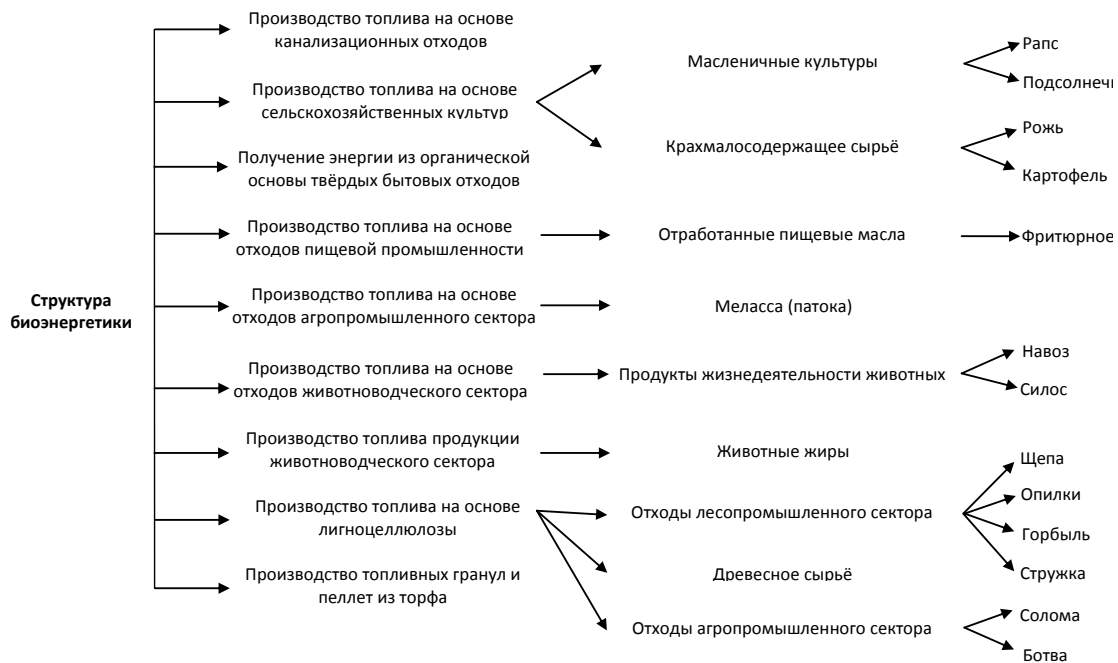 Структура
биоэнергетики
Производство топлива на основе
канализационных отходов
Производство топлива на основе
сельскохозяйственных культур
Масленичные культуры
Рапс
Подсолнечн
Крахмалосодержащее сырьё
Рожь
Картофель
Получение энергии из органической
основы твёрдых бытовых отходов
Производство топлива на основе
отходов пищевой промышленности
Отработанные пищевые масла
Фритюрное
Производство топлива на основе
отходов агропромышленного сектора
Меласса (патока)
Производство топлива на основе
отходов животноводческого сектора
Продукты жизнедеятельности животных
Навоз
Силос
Производство топлива продукции
животноводческого сектора
Животные жиры
Производство топлива на основе
лигноцеллюлозы
Отходы лесопромышленного сектора
Щепа
Опилки
Горбыль
Стружка
Древесное сырьё
Отходы агропромышленного сектора
Солома
Ботва
Производство топливных гранул и
пеллет из торфа